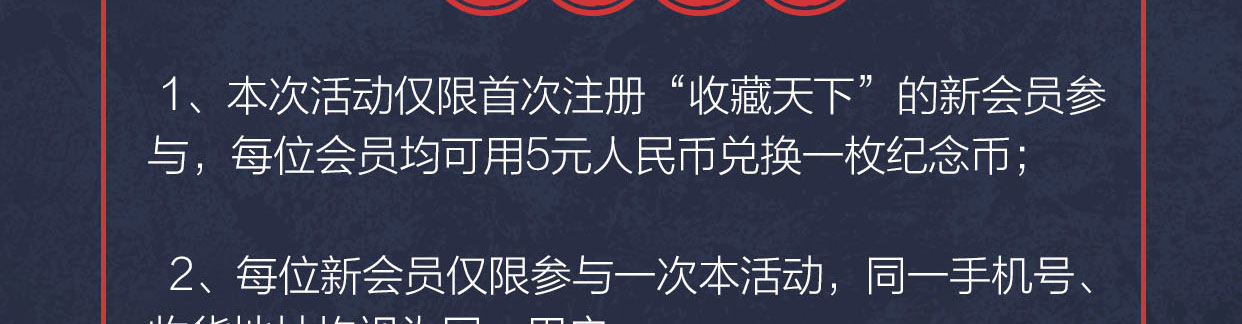 1、本次活动仅限首次注册“收藏天下”的新会员参
与，每位会员均可用5元人民币兑换一枚纪念币；
2、每位新会员仅限参与一次本活动，同一手机号、